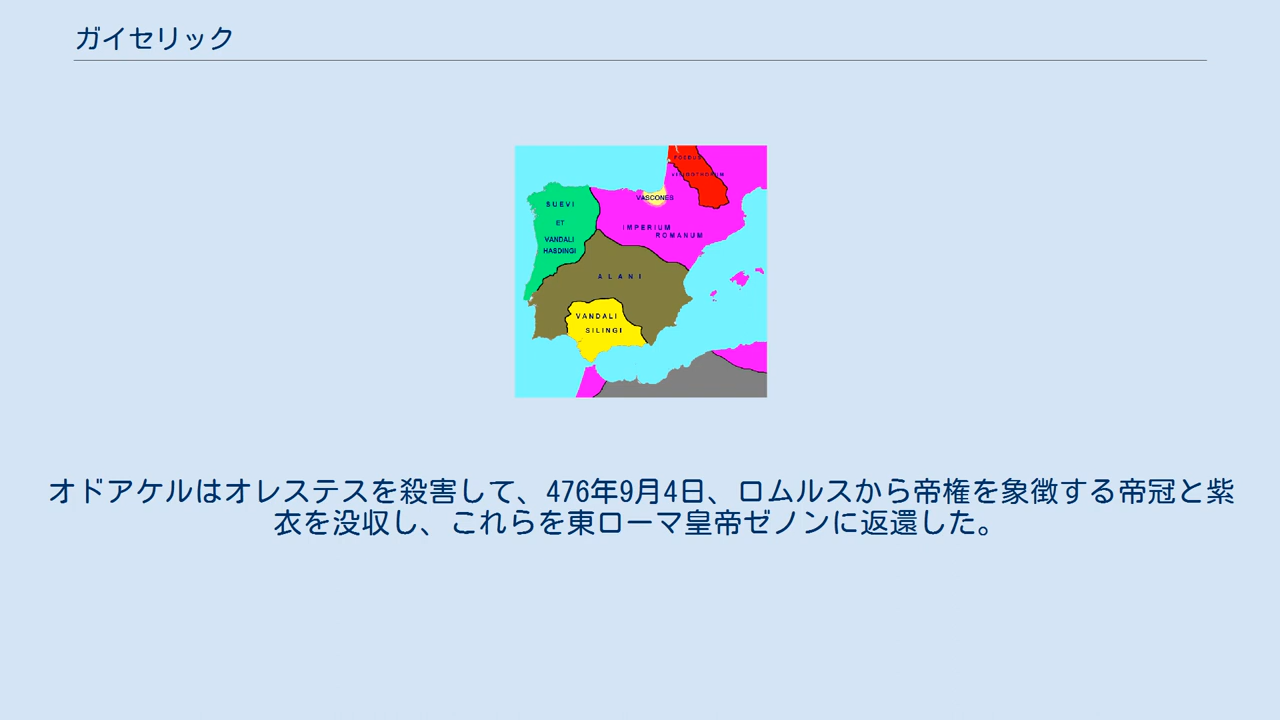 ガイセリック
FOEDUS
VISIGOTHORUM
VASCONES
SUEVI
ET
VANDALI
HASDINGI
IMPERIUM
ROMANUM
ALANI
VANDALI
SILINGI
オドアケルはオレステスを殺害して、476年9月4日、ロムルスから帝権を象徴する帝冠と紫
衣を没収し、これらを東ローマ皇帝ゼノンに返還した。